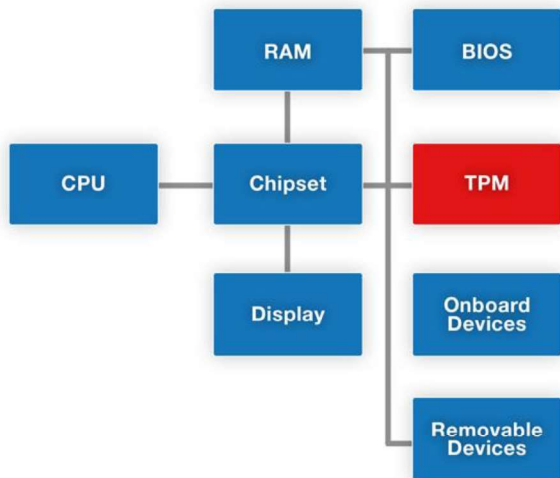 RAM
BIOS
CPU
Chipset
TPM
Display
Onboard
Devices
Removable
Devices